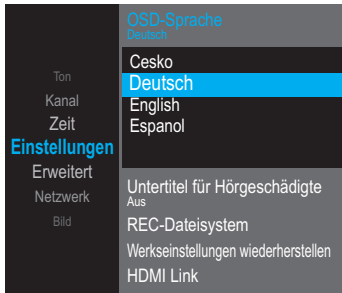 Ton
Kanal
Zeit
Einstellungen
Erweitert
Netzwerk
Bild
OSD-Sprache
Deutsch
Cesko
Deutsch
English
Espanol
Untertitel für Hörgeschädigte
Aus
REC-Dateisystem
Werkseinstellungen wiederherstellen
HDMI Link